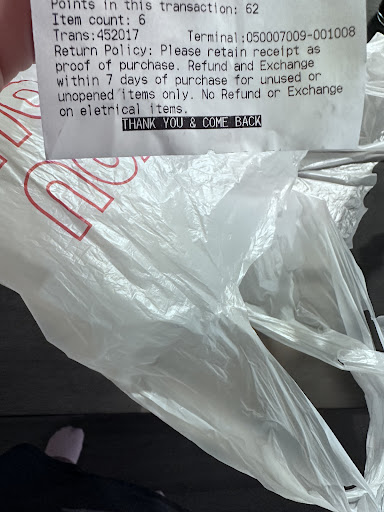 Points in this transaction: 62
Item count: 6
Trans:452017 Terminal:050007009-001008
Return Policy: Please retain receipt as
proof of purchase. Refund and Exchange
within 7 days of purchase for unused or
unopened items only. No Refund or Exchange
on eletrical items.
THANK YOU & COME BACK